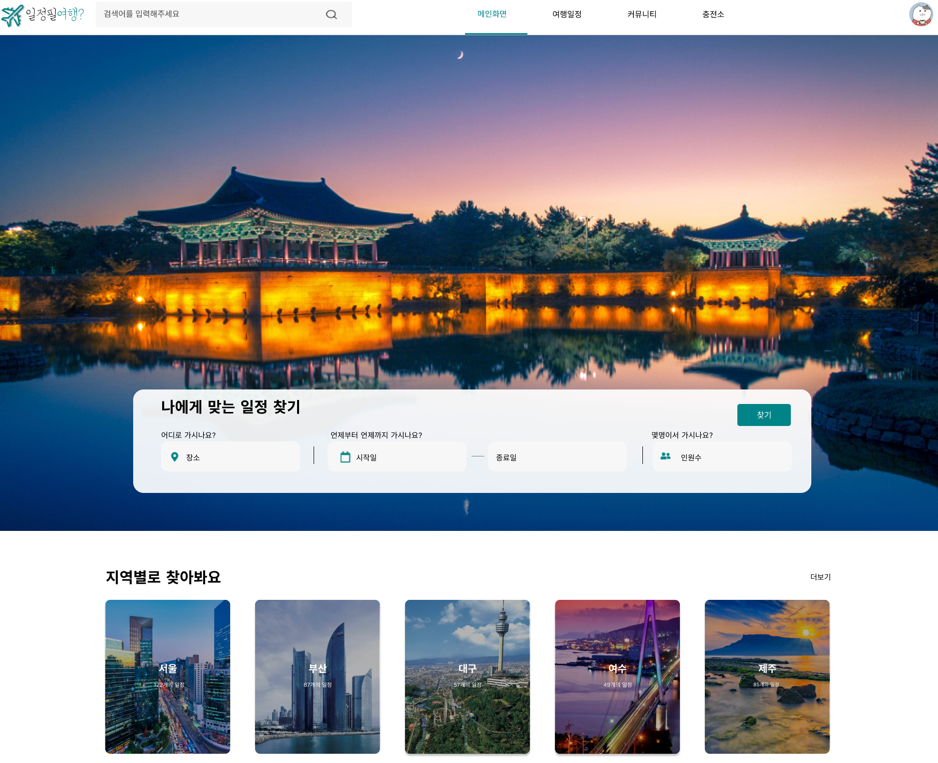 일정필여행?
검색어를 입력해주세요
메인화면
여행일정
커뮤니티
충전소
나에게 맞는 일정 찾기
찾기
어디로 가시나요?
언제부터 언제까지 가시나요?
몇명이서 가시나요?
장소
시작일
종료일
인원수
지역별로 찾아봐요
더보기
서울
부산
대구
여수
제주
개의 일정
87개의 일정
57개의 일정
49개의 일정
81개의 일정